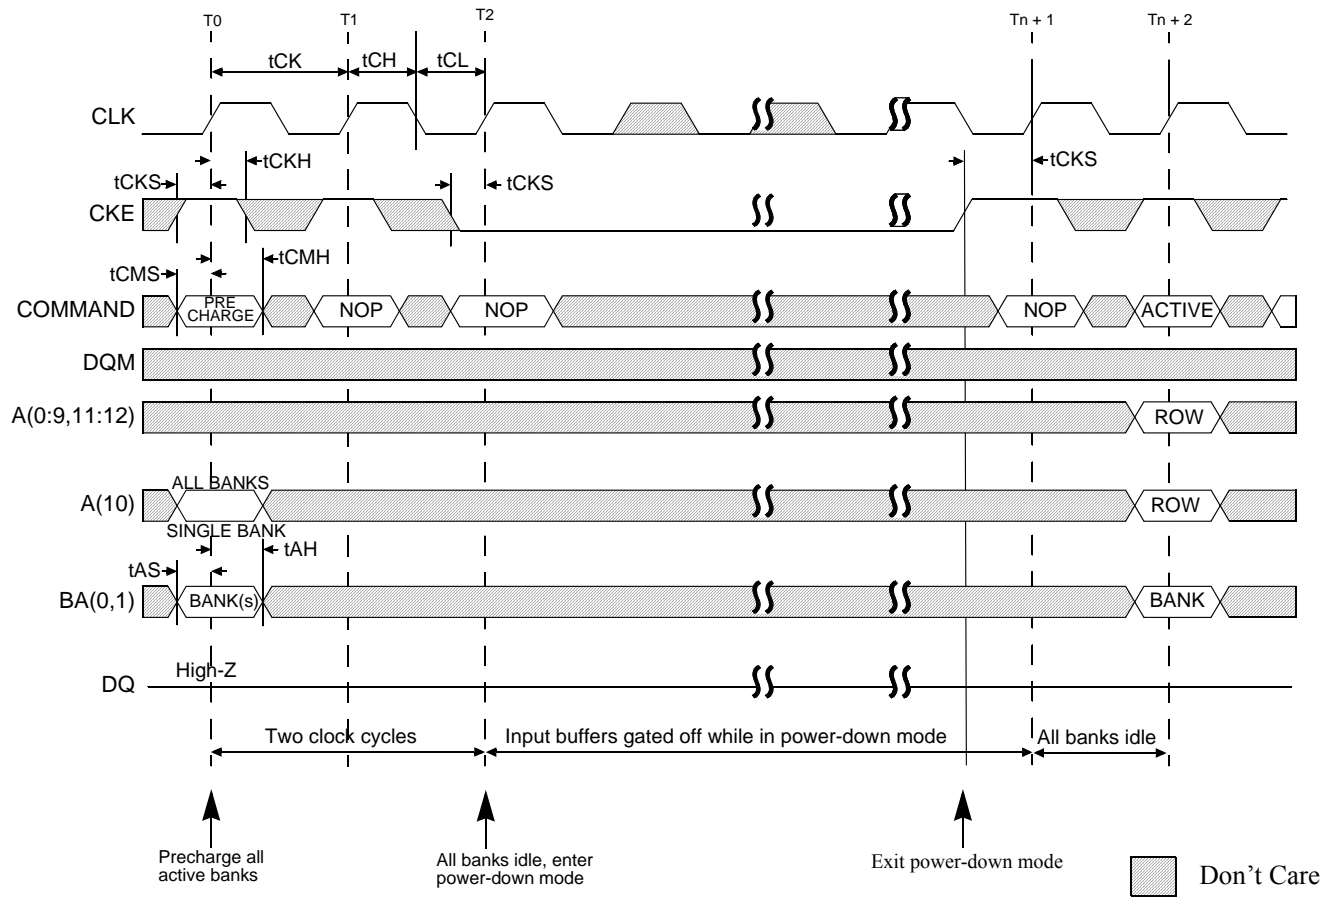 T0
T1
T2
Tn + 1
Tn + 2
tCK
tCH
tCL
CLK
tCKH
tCKS
tCKS
tCKS
CKE
tCMH
tCMS
COMMAND
PRE
CHARGE
NOP
NOP
NOP
ACTIVE
DQM
A(0:9,11:12)
ROW
ALL BANKS
A(10)
ROW
SINGLE BANK
tAH
tAS
BA(0,1)
BANK(s)
BANK
High-Z
DQ
Two clock cycles
Input buffers gated off while in power-down mode
All banks idle
Precharge all
active banks
All banks idle, enter
power-down mode
Exit power-down mode
Don't Care